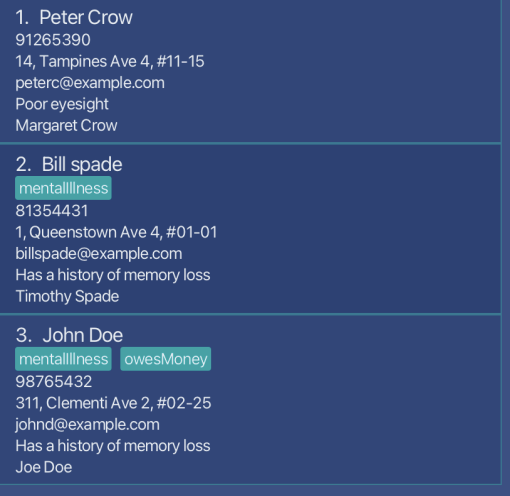 1. Peter Crow
91265390
14, Tampines Ave 4, #11-15
peterc@example.com
Poor eyesight
Margaret Crow
2. Bill spade
mentalIllness
81354431
1, Queenstown Ave 4, #01-01
billspade@example.com
Has a history of memory loss
Timothy Spade
3. John Doe
mentalIllness owesMoney
98765432
311, Clementi Ave 2, #02-25
johnd@example.com
Has a history of memory loss
Joe Doe